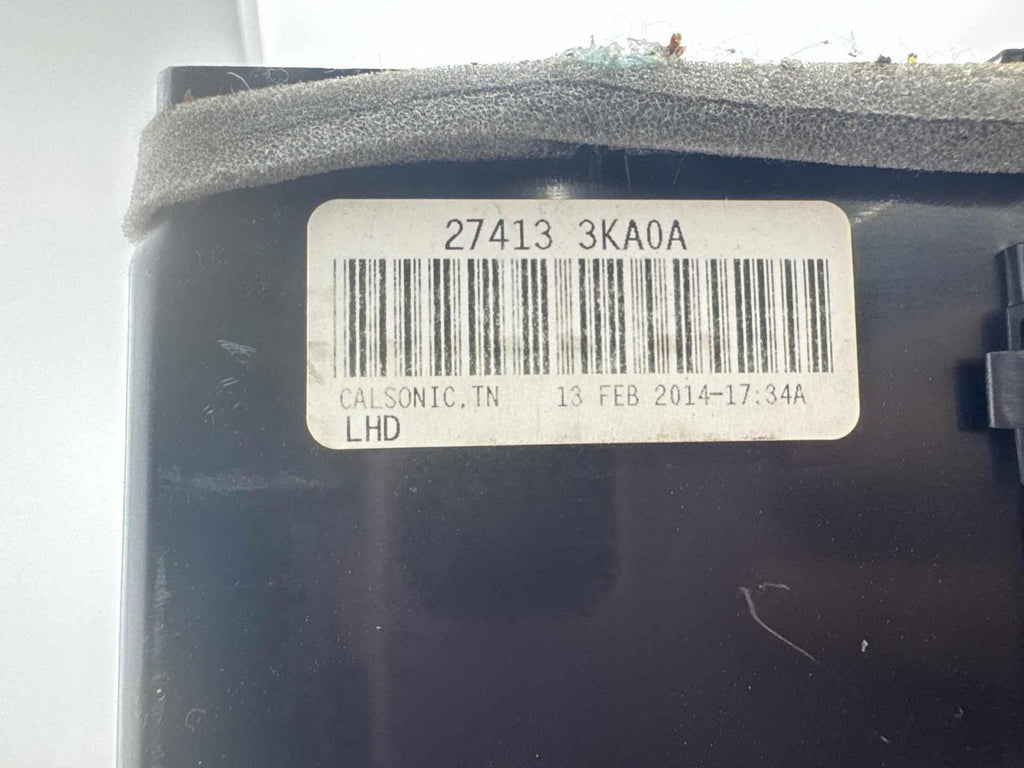 27413 3KA0A
CALSONIC,TN 13 FEB 2014-17:34A
LHD